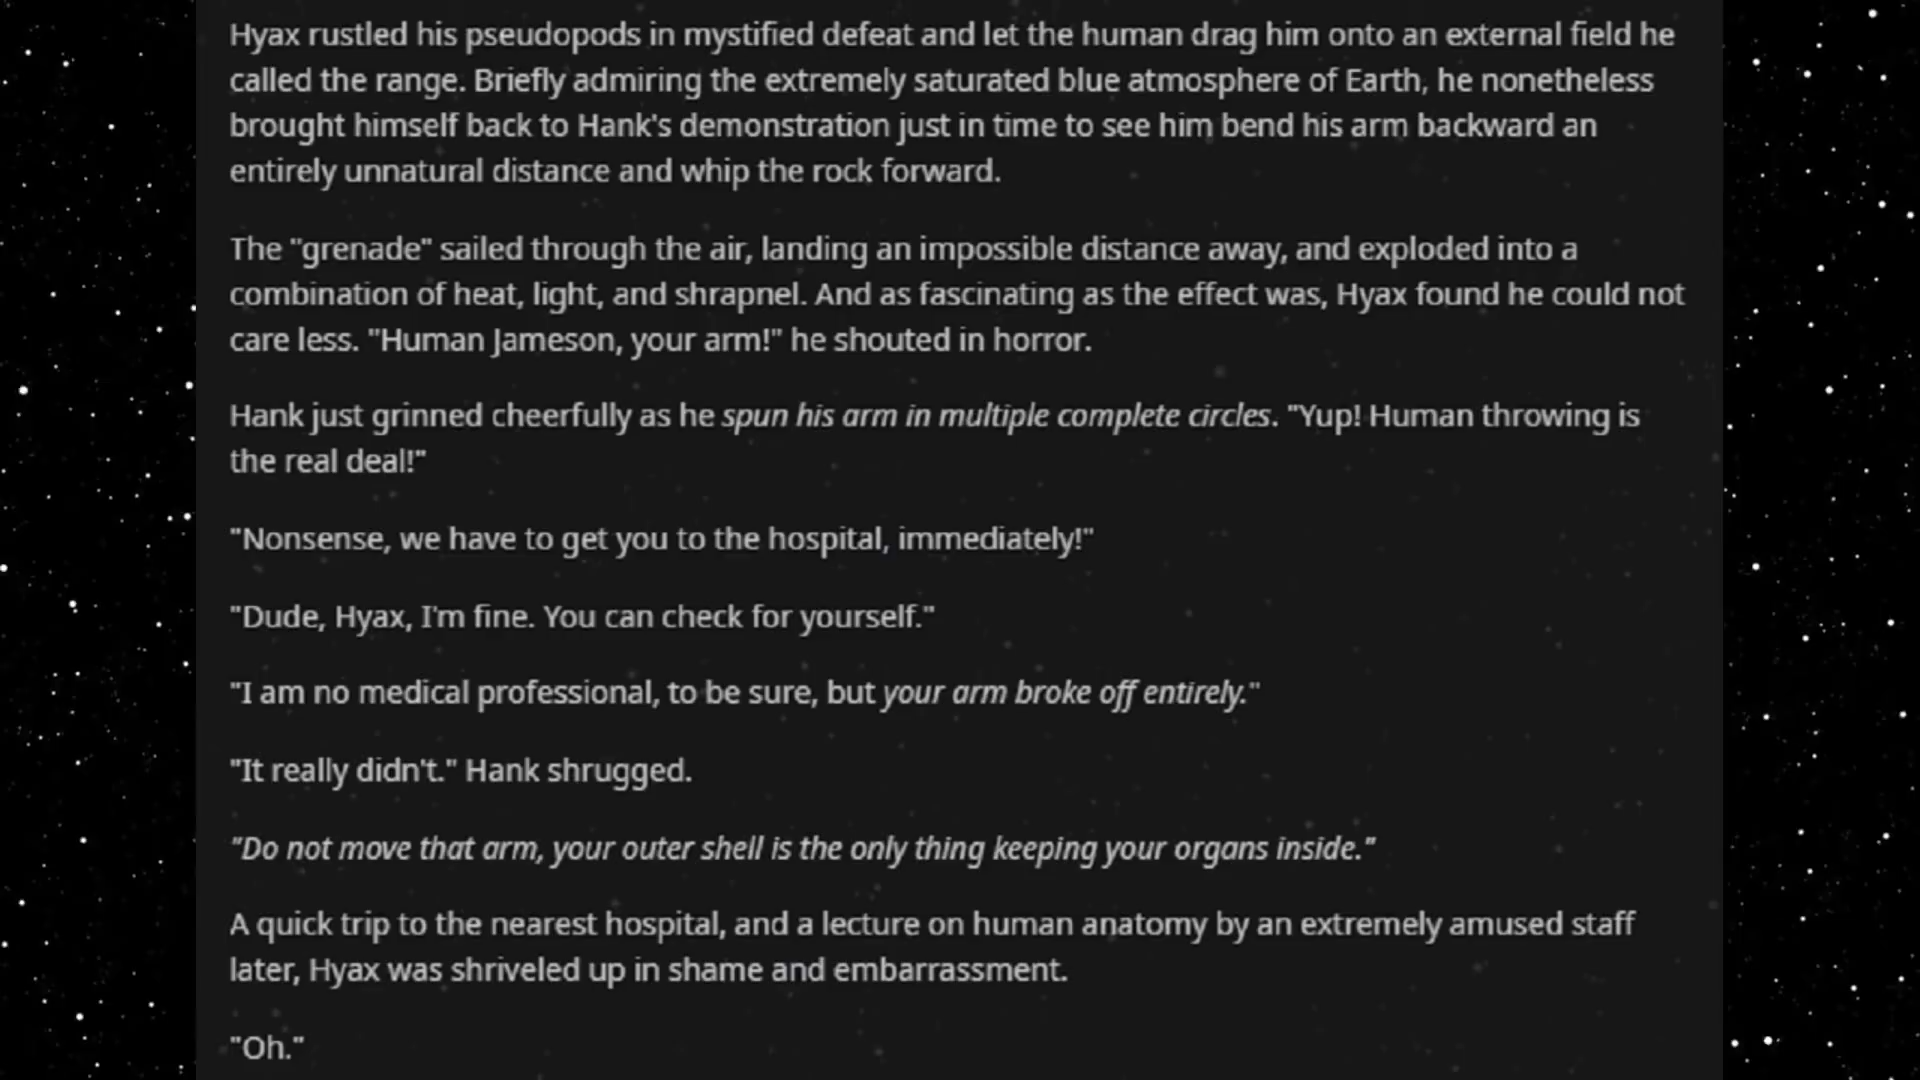 Hyax rustled his pseudopods in mystified defeat and let the human drag him onto an external field he
called the range. Briefly admiring the extremely saturated blue atmosphere of Earth, he nonetheless
brought himself back to Hank's demonstration just in time to see him bend his arm backward an
entirely unnatural distance and whip the rock forward.
The "grenade" sailed through the air, landing an impossible distance away, and exploded into a
combination of heat, light, and shrapnel. And as fascinating as the effect was, Hyax found he could not
care less. "Human Jameson, your arm!" he shouted in horror.
Hank just grinned cheerfully as he spun his arm in multiple complete circles. "Yup! Human throwing is
the real deal!"
"Nonsense, we have to get you to the hospital, immediately!"
"Dude, Hyax, I'm fine. You can check for yourself."
"I am no medical professional, to be sure, but your arm broke off entirely."
"It really didn't." Hank shrugged.
"Do not move that arm, your outer shell is the only thing keeping your organs inside."
A quick trip to the nearest hospital, and a lecture on human anatomy by an extremely amused staff
later, Hyax was shriveled up in shame and embarrassment.
"Oh."